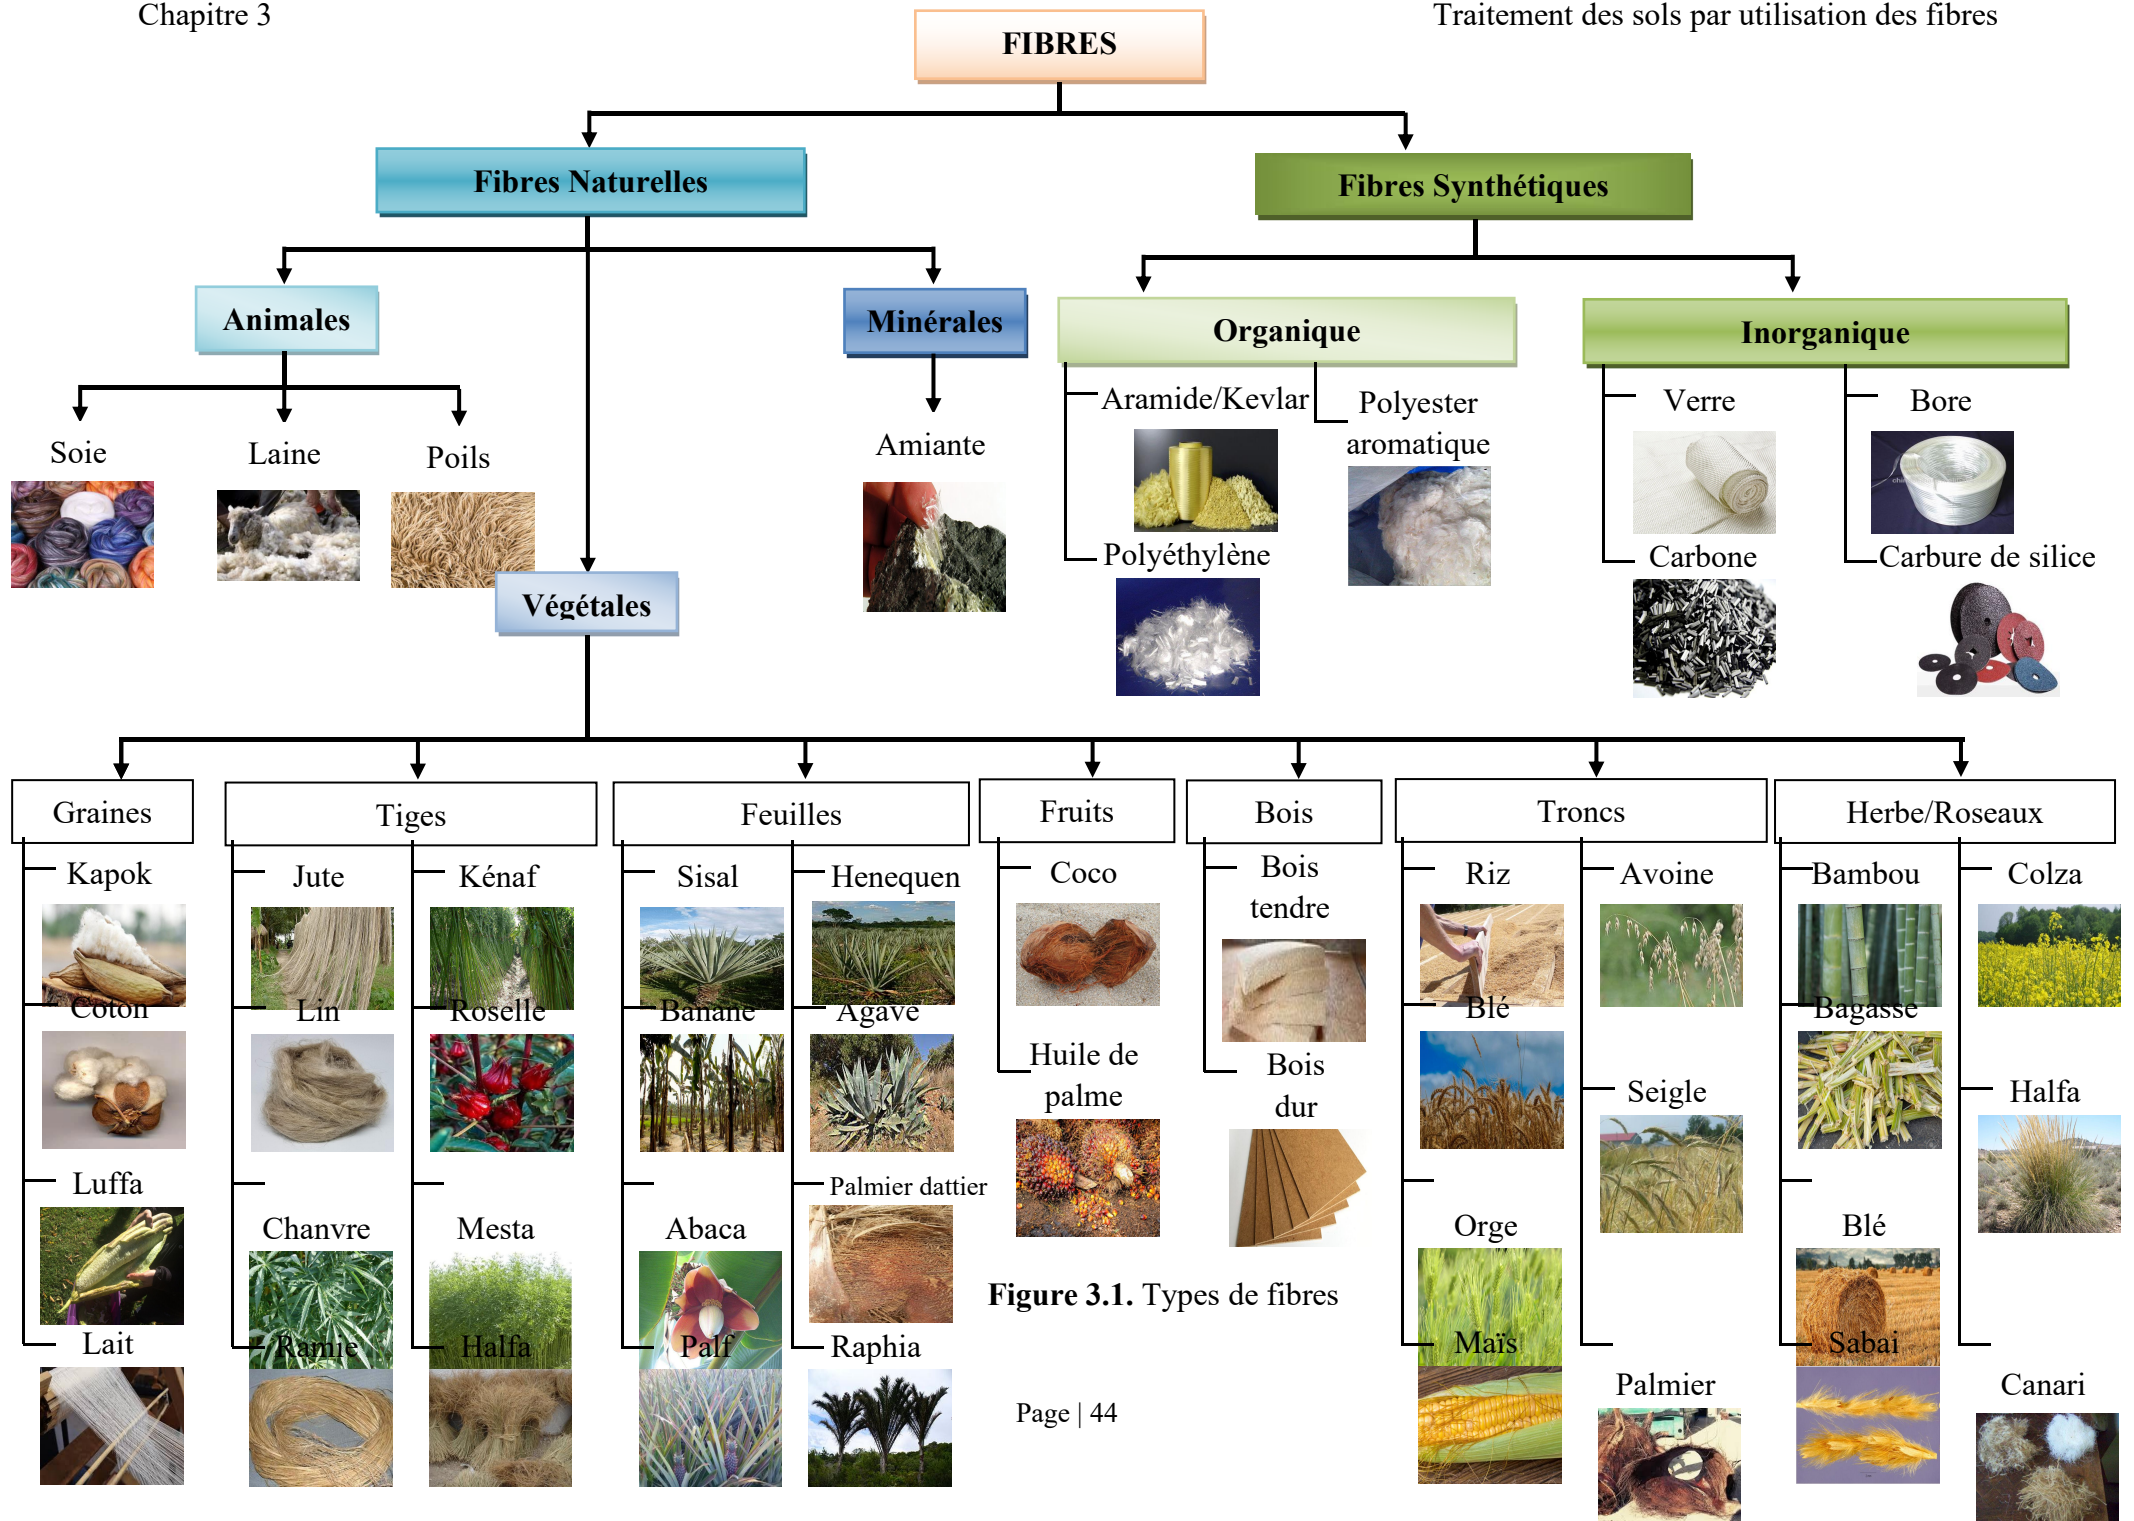 Chapitre 3
Traitement des sols par utilisation des fibres
FIBRES
Fibres Naturelles
Fibres Synthétiques
Animales
Minérales
Organique
Inorganique
Soie
Laine
Poils
Amiante
Aramide/Kevlar
Polyester
aromatique
Polyéthylène
Verre
Bore
Carbone
Carbure de silice
Végétales
Graines
Tiges
Feuilles
Fruits
Bois
Troncs
Herbe/Roseaux
Kapok
Coton
Luffa
Lait
Jute
Lin
Chanvre
Ramie
Kénaf
Roselle
Mesta
Halfa
Sisal
Banane
Abaca
Palf
Henequen
Agave
Palmier dattier
Raphia
Coco
Huile de
palme
Bois
tendre
Bois
dur
Riz
Blé
Orge
Maïs
Avoine
Seigle
Palmier
Bambou
Bagasse
Blé
Sabai
Colza
Halfa
Canari
Figure 3.1. Types de fibres
Page | 44